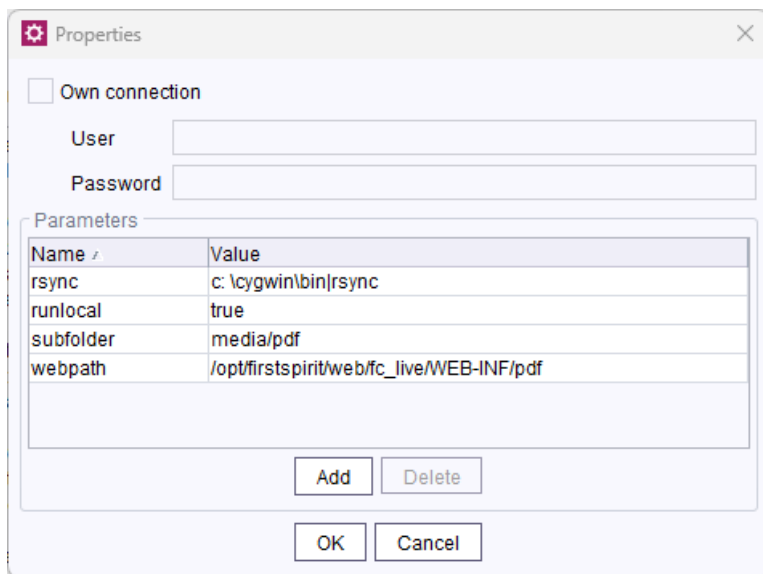 Properties
Own connection
User
Password
Parameters
Name Value
rsync c: \cygwin\bin|rsync
runlocal true
subfolder media/pdf
webpath /opt/firstspirit/web/fc_live/WEB-INF/pdf
Add Delete
OK Cancel